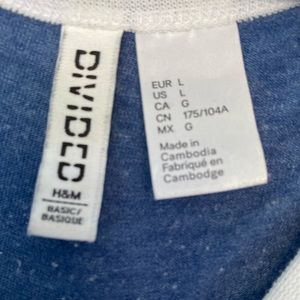 DIVIDED
H&M
BASIC/
BASIQUE
EUR L
US L
CA G
CN 175/104A
MX G
Made in
Cambodia
Fabriqué en
Cambodge